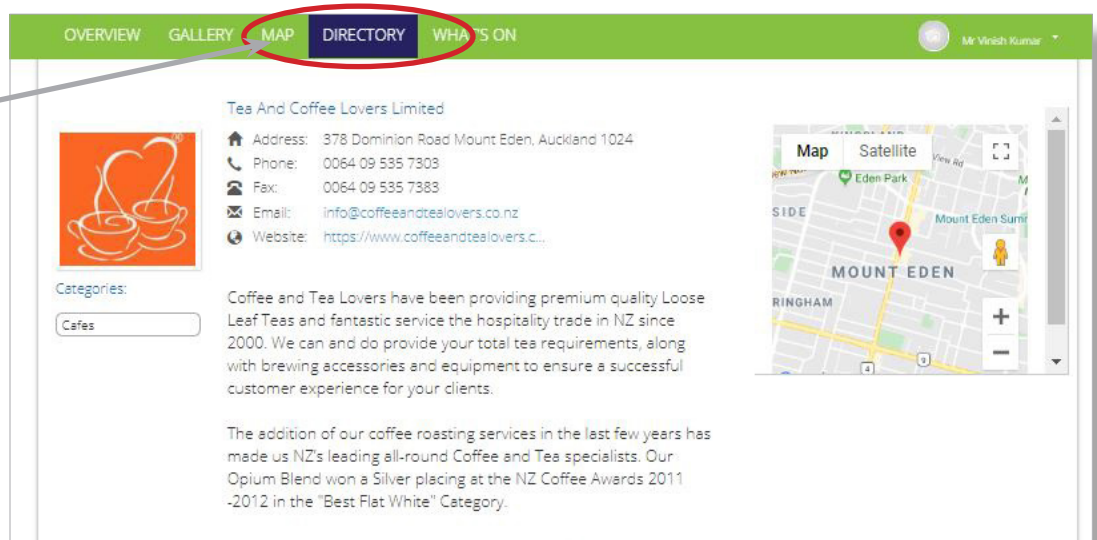 OVERVIEW GALLERY MAP DIRECTORY WHAT'S ON Mr Vinish Kumar
Tea And Coffee Lovers Limited
Address: 378 Dominion Road Mount Eden, Auckland 1024
Phone: 0064 09 535 7303
Fax: 0064 09 535 7383
Email: info@coffeeandtealovers.co.nz
Website: https://www.coffeeandtealovers.c...
Categories:
Cafes
Coffee and Tea Lovers have been providing premium quality Loose
Leaf Teas and fantastic service the hospitality trade in NZ since
2000. We can and do provide your total tea requirements, along
with brewing accessories and equipment to ensure a successful
customer experience for your clients.
The addition of our coffee roasting services in the last few years has
made us NZ's leading all-round Coffee and Tea specialists. Our
Opium Blend won a Silver placing at the NZ Coffee Awards 2011
-2012 in the "Best Flat White" Category.
Map Satellite
View Rd
Eden Park
SIDE
Mount Eden Sum
MOUNT EDEN
RINGHAM
+
4
9
−